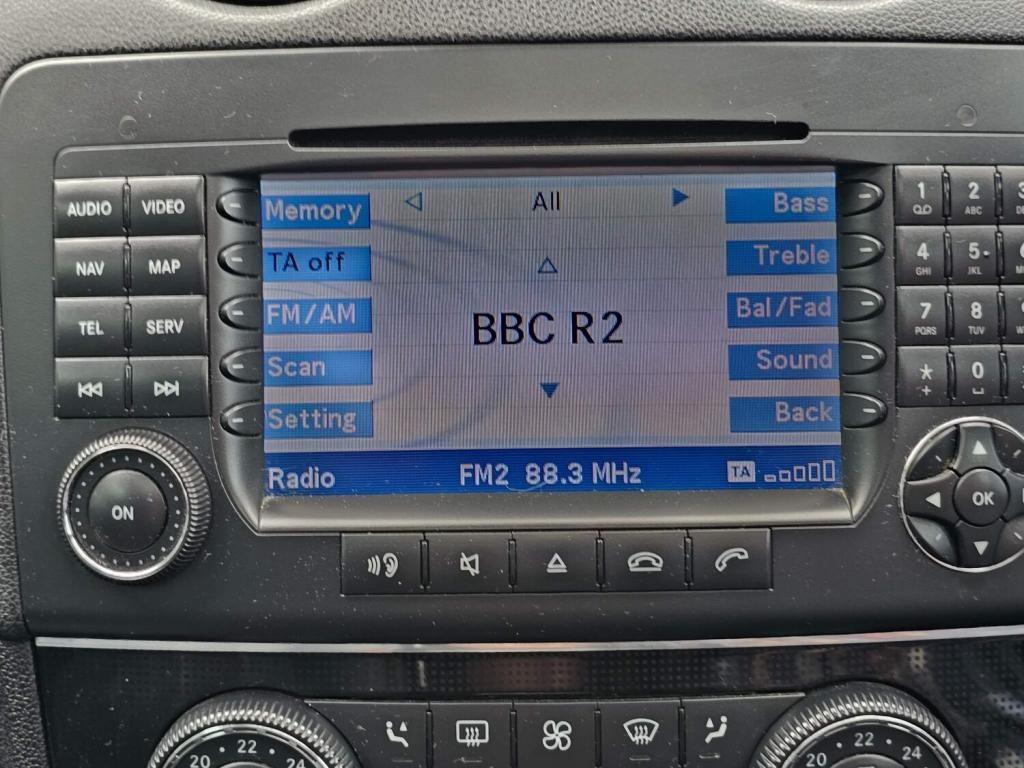 AUDIO VIDEO
NAV MAP
TEL SERV
ON
Memory
TA off
FM/AM
Scan
Setting
All
BBC R2
Bass
Treble
Bal/Fad
Sound
Back
Radio FM2 88.3 MHz TA
1 2 ABC 3
4 GHI 5 JKL
7 PQRS 8 TUV
* + 0
OK
20 22 24
20 22 24